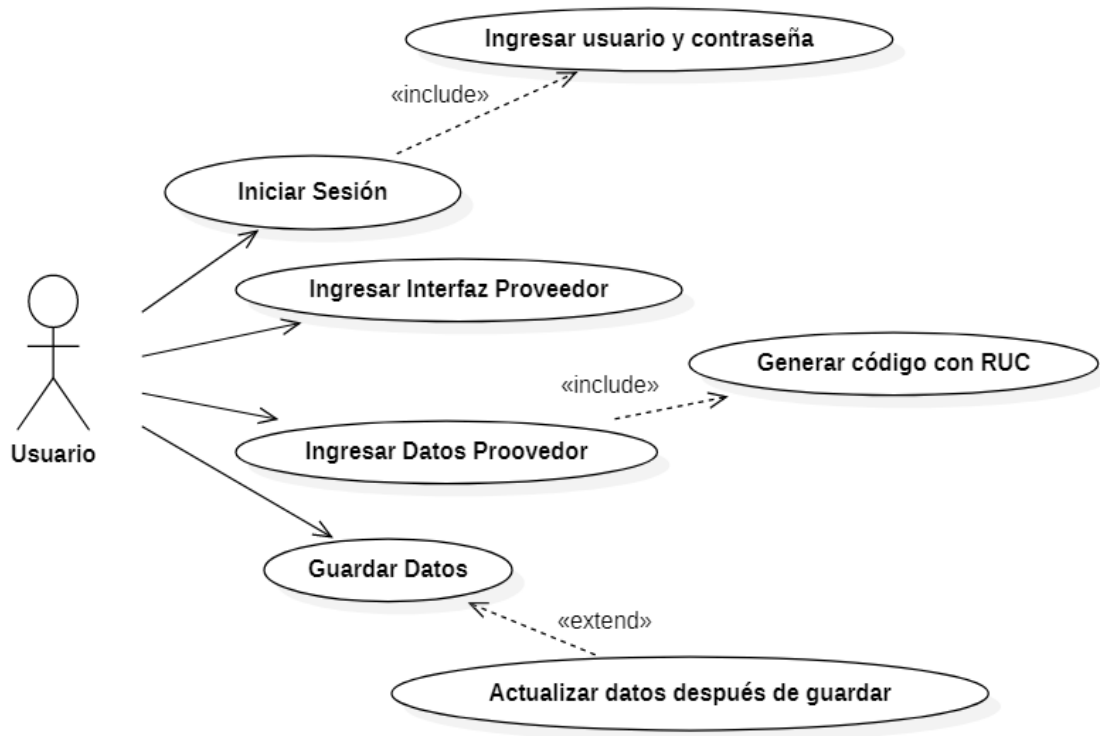 Ingresar usuario y contraseña
«include»
Iniciar Sesión
Ingresar Interfaz Proveedor
Generar código con RUC
«include»
Ingresar Datos Proovedor
Usuario
Guardar Datos
«extend»
Actualizar datos después de guardar